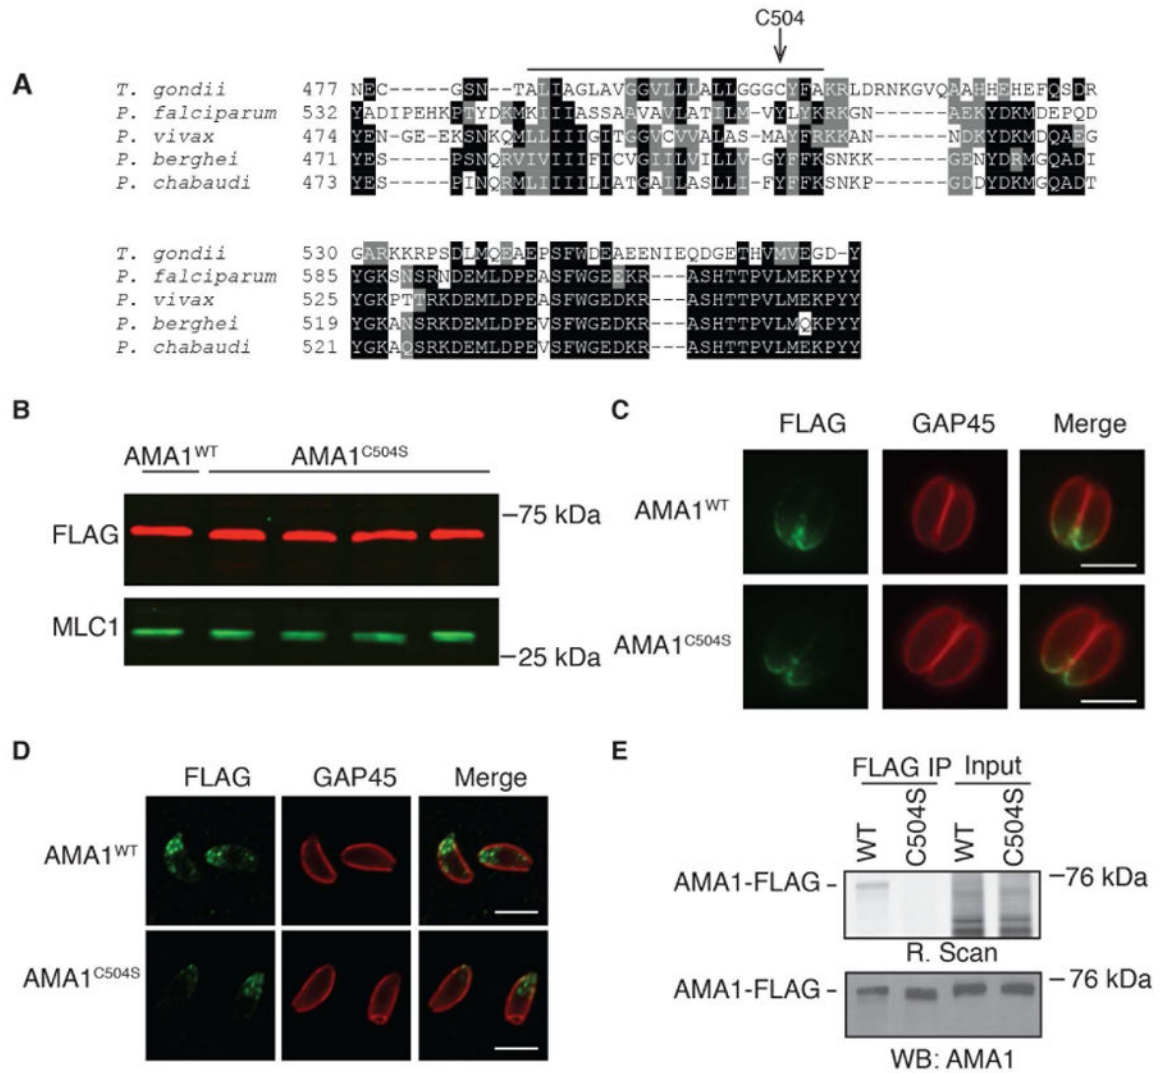 C504
A
T. gondii 477 NEC-----GSN--TALIAGLAVGGVLLLALLGGGCYFAKRLDRNKGVQAAHHEHEFQSDR
P. falciparum 532 YADIPEHKPTYDKMKIIIASSAAVAVLATILM-VYLYKRKGN------AEKYDKMDEPQD
P. vivax 474 YEN-GE-EKSNKQMLLIIIGITGGVCVVALAS-MAYFRKKAN------NDKYDKMDQAEG
P. berghei 471 YES-----PSNQRVIVIIIFICVGIILVILLV-GYFFKSNKK------GENYDRMGQADI
P. chabaudi 473 YES-----PINQRMLIIIILIATGAILASLLI-FYFFKSNKP------GDDYDKMGQADT
T. gondii 530 GARKKRPSDLMQEAEPSFWDEAEENIEQDGETHVMVEGD-Y
P. falciparum 585 YGKSNSRNDEMLDPEASFWGEEKR---ASHTTPVLMEKPYY
P. vivax 525 YGKPTTRKDEMLDPEASFWGEDKR---ASHTTPVLMEKPYY
P. berghei 519 YGKANSRKDEMLDPEVSFWGEDKR---ASHTTPVLMQKPYY
P. chabaudi 521 YGKAQSRKDEMLDPEVSFWGEDKR---ASHTTPVLMEKPYY
B
AMA1WT AMA1C504S
FLAG –75 kDa
MLC1
–25 kDa
C
FLAG GAP45 Merge
AMA1WT
AMA1C504S
D
FLAG GAP45 Merge
AMA1WT
AMA1C504S
E
FLAG IP Input
WT C504S WT C504S
AMA1-FLAG - –76 kDa
R. Scan
AMA1-FLAG - –76 kDa
WB: AMA1